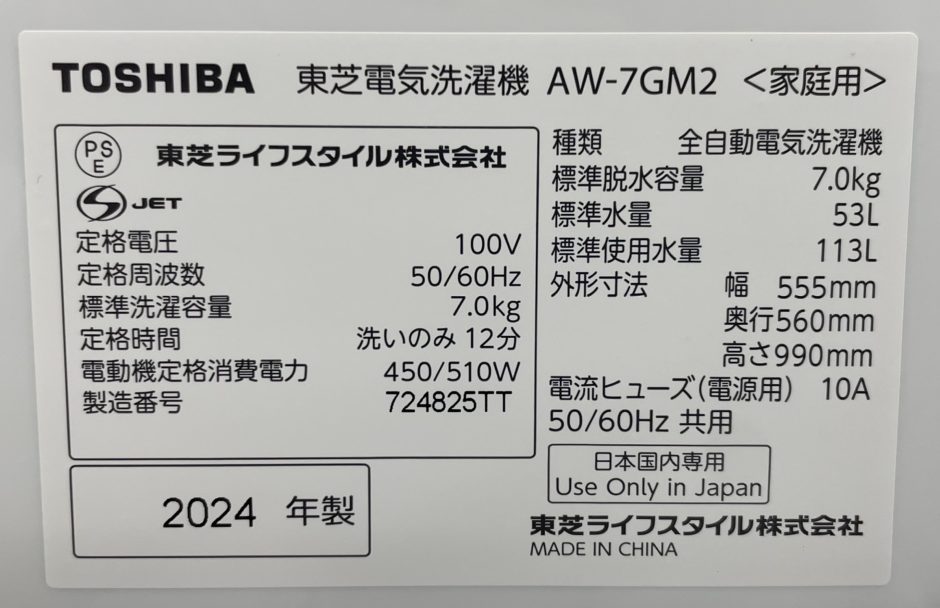 TOSHIBA 東芝電気洗濯機 AW-7GM2 <家庭用>
PS
E
東芝ライフスタイル株式会社
S JET
定格電圧 100V
定格周波数 50/60Hz
標準洗濯容量 7.0kg
定格時間 洗いのみ 12分
電動機定格消費電力 450/510W
製造番号 724825TT
2024 年製
種類 全自動電気洗濯機
標準脱水容量 7.0kg
標準水量 53L
標準使用水量 113L
外形寸法 幅 555mm
奥行560mm
高さ990mm
電流ヒューズ(電源用) 10A
50/60Hz 共用
日本国内専用
Use Only in Japan
東芝ライフスタイル株式会社
MADE IN CHINA